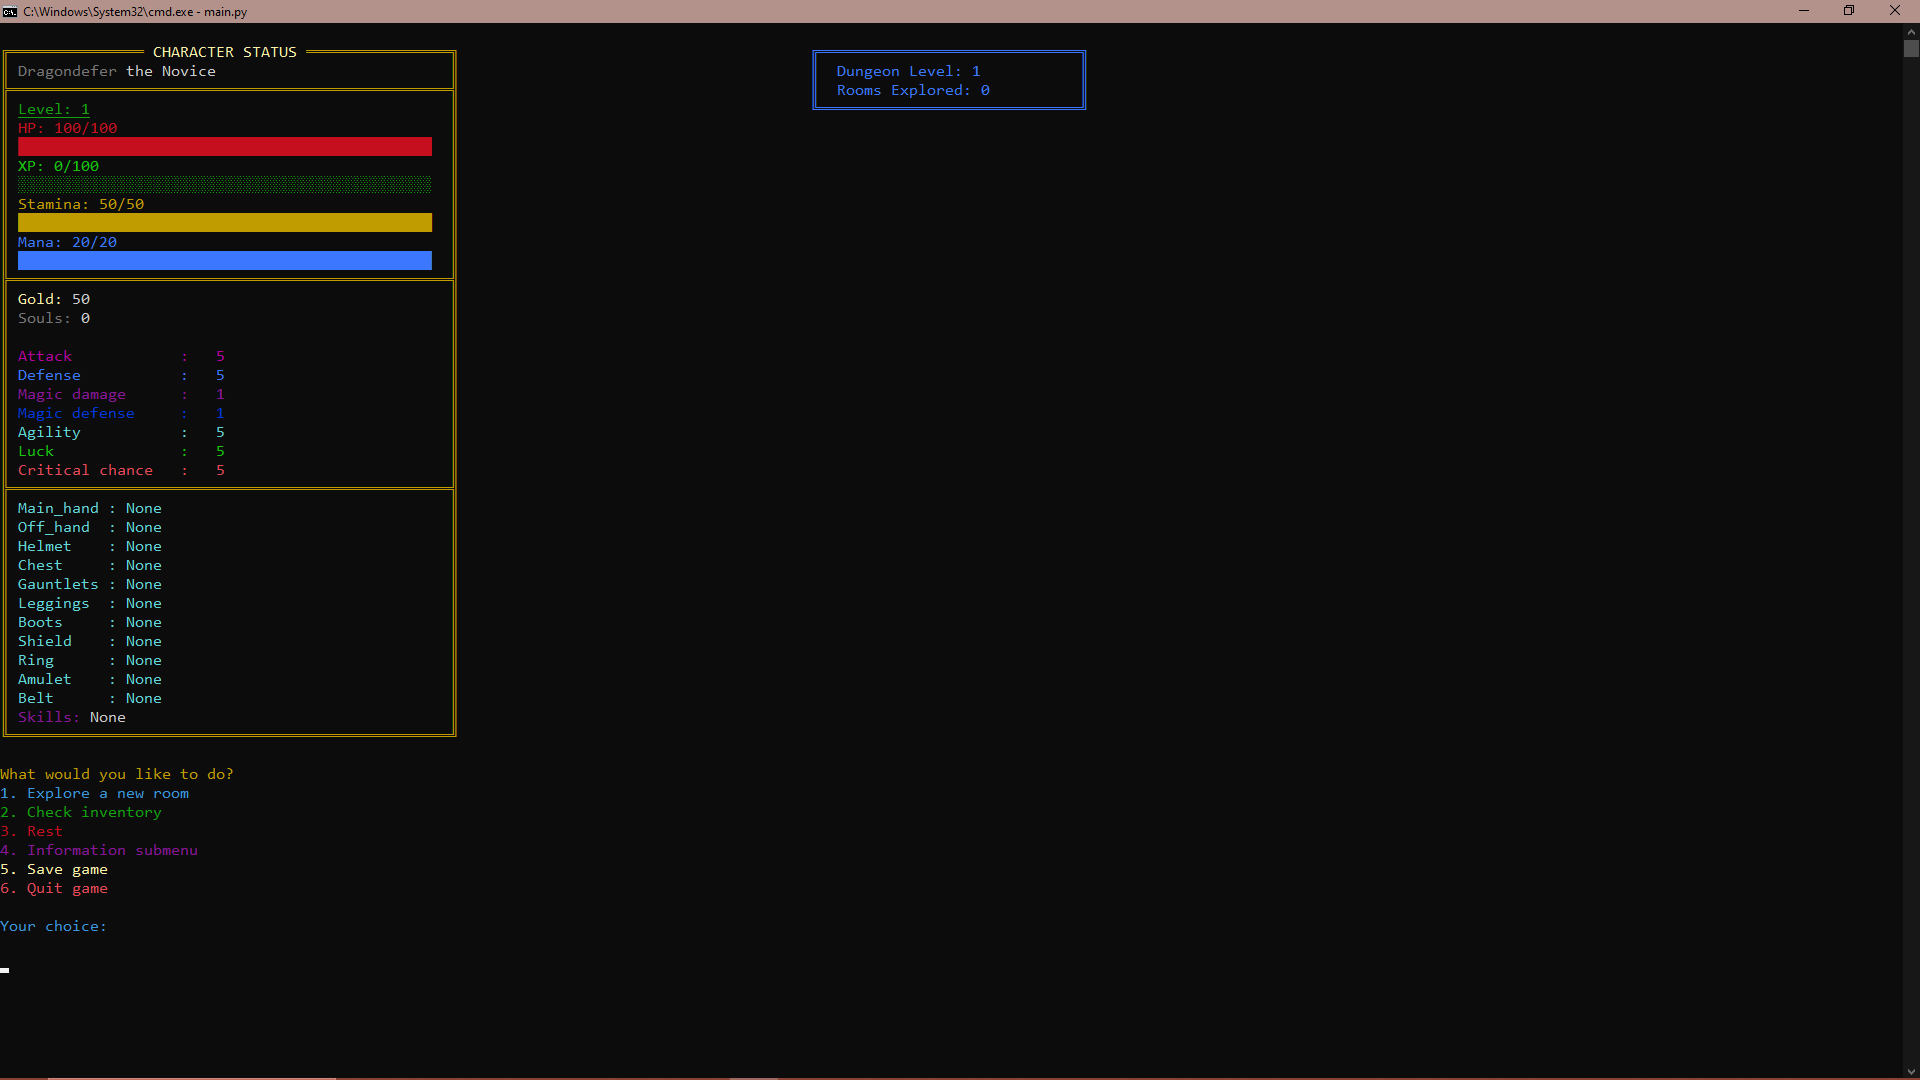 C:\Windows\System32\cmd.exe - main.py
CHARACTER STATUS
Dragondefer the Novice
Level: 1
HP: 100/100
XP: 0/100
Stamina: 50/50
Mana: 20/20
Gold: 50
Souls: 0
Attack : 5
Defense : 5
Magic damage : 1
Magic defense : 1
Agility : 5
Luck : 5
Critical chance : 5
Main_hand : None
Off_hand : None
Helmet : None
Chest : None
Gauntlets : None
Leggings : None
Boots : None
Shield : None
Ring : None
Amulet : None
Belt : None
Skills: None
Dungeon Level: 1
Rooms Explored: 0
What would you like to do?
1. Explore a new room
2. Check inventory
3. Rest
4. Information submenu
5. Save game
6. Quit game
Your choice: